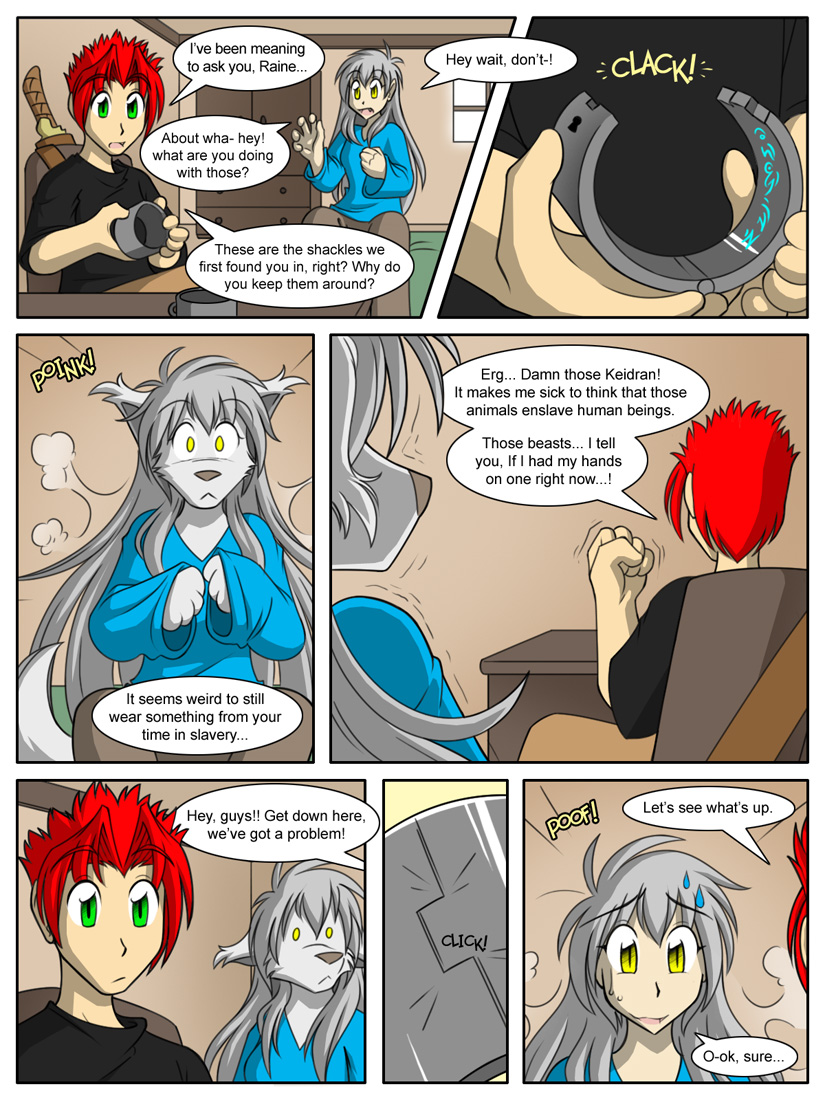 I've been meaning
to ask you, Raine...
Hey wait, don't-!
About wha- hey!
what are you doing
with those?
These are the shackles we
first found you in, right? Why do
you keep them around?
CLACK!
POINK!
It seems weird to still
wear something from your
time in slavery...
Erg... Damn those Keidran!
It makes me sick to think that those
animals enslave human beings.
Those beasts... I tell
you, If I had my hands
on one right now...!
Hey, guys!! Get down here,
we've got a problem!
CLICK!
POOF!
Let's see what's up.
O-ok, sure...